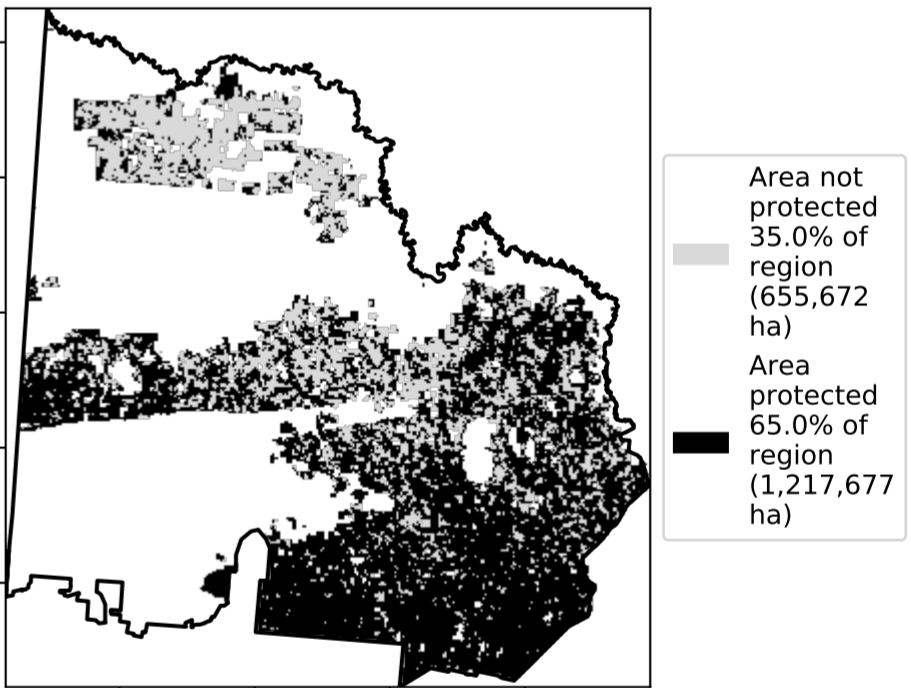 Area not
protected
35.0% of
region
(655,672
ha)
Area
protected
65.0% of
region
(1,217,677
ha)